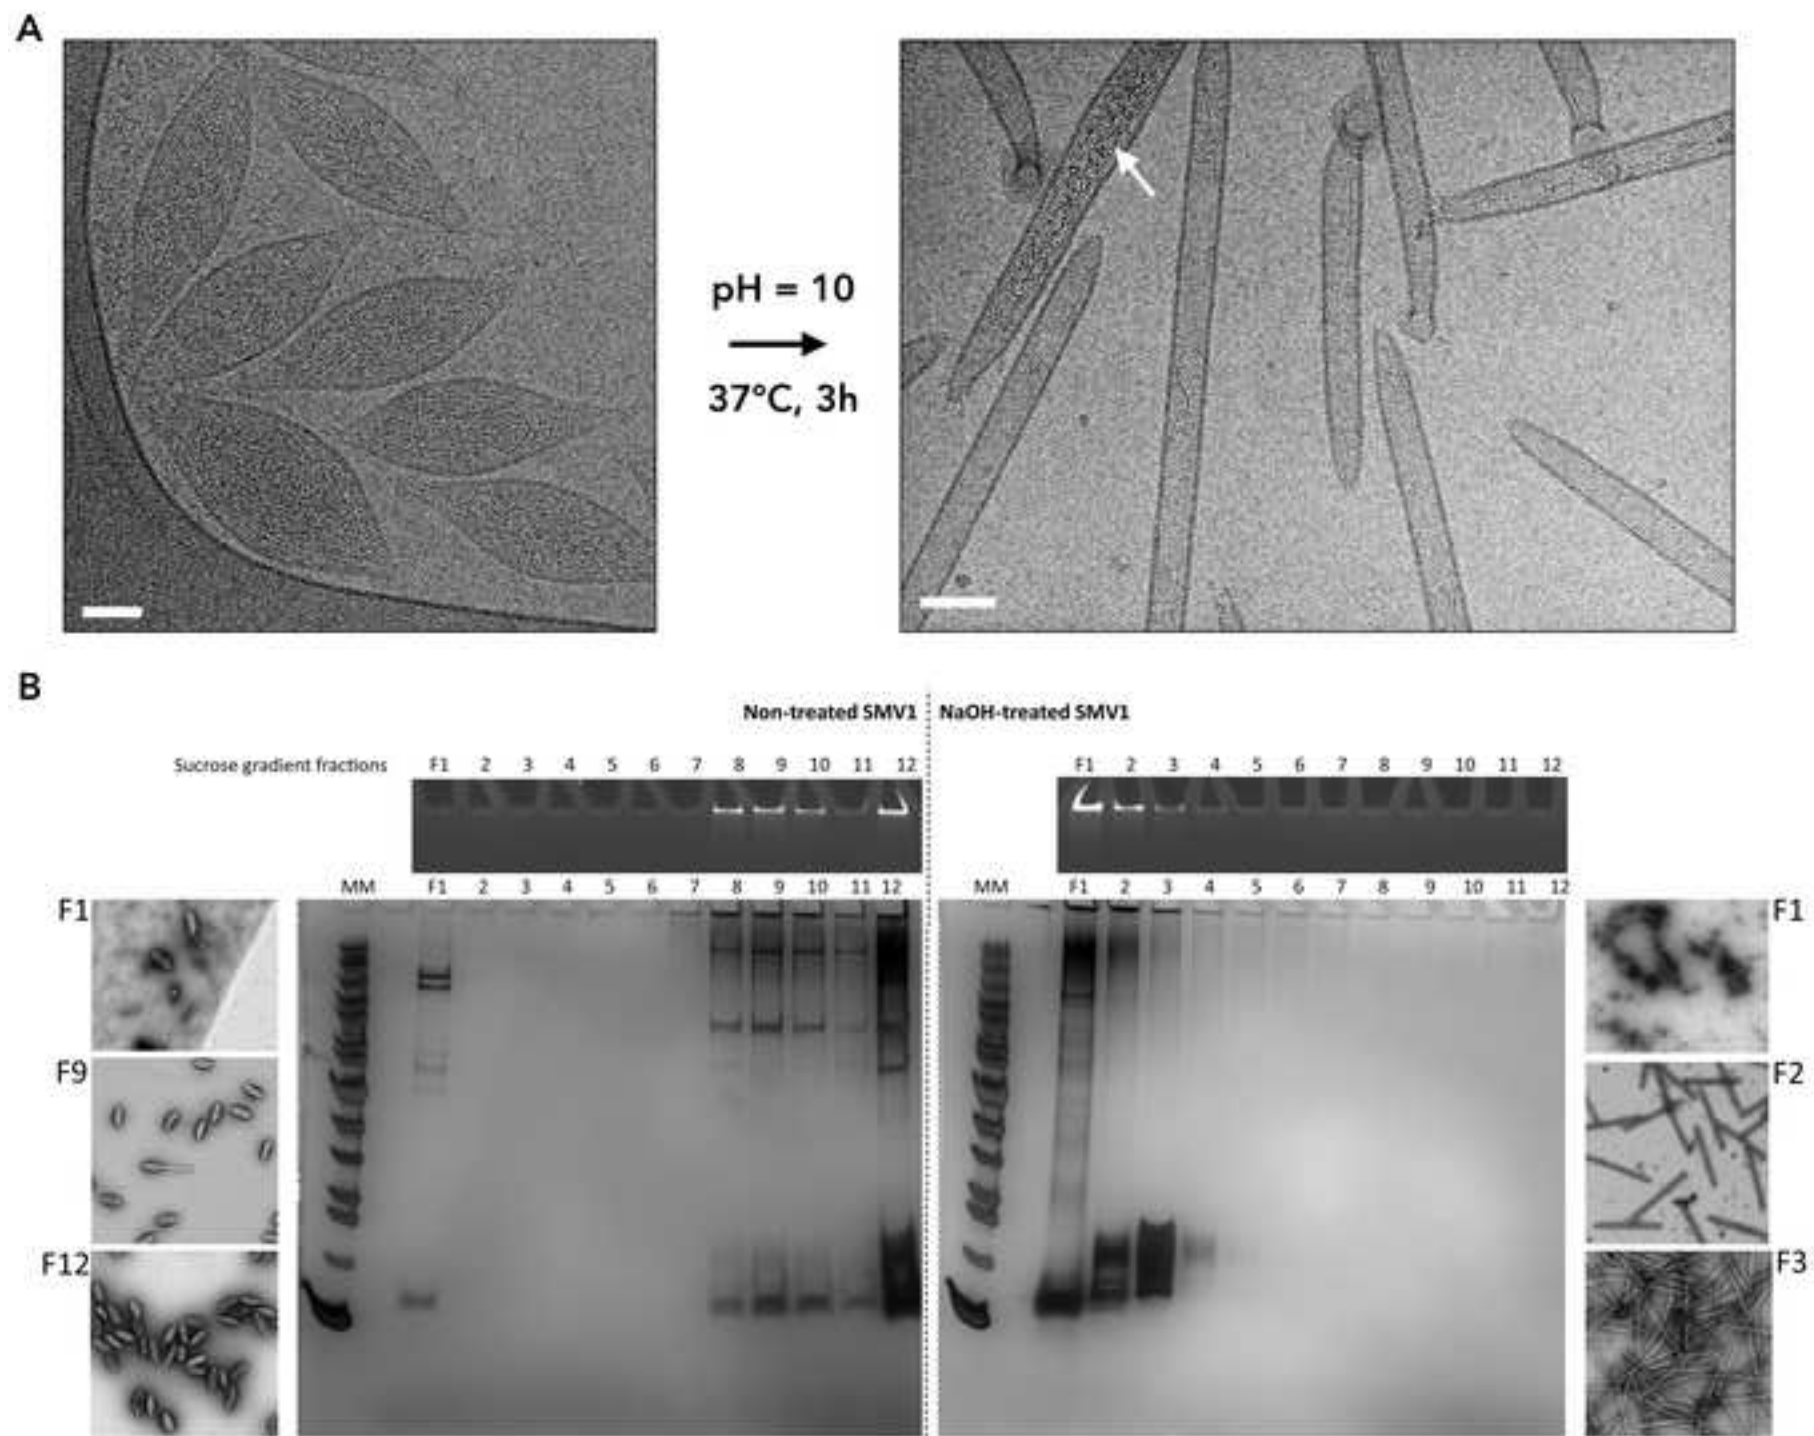 A
pH = 10
37°C, 3h
B
Non-treated SMV1
NaOH-treated SMV1
Sucrose gradient fractions F1 2 3 4 5 6 7 8 9 10 11 12
F1 2 3 4 5 6 7 8 9 10 11 12
MM F1 2 3 4 5 6 7 8 9 10 11 12
MM F1 2 3 4 5 6 7 8 9 10 11 12
F1
F9
F12
F1
F2
F3